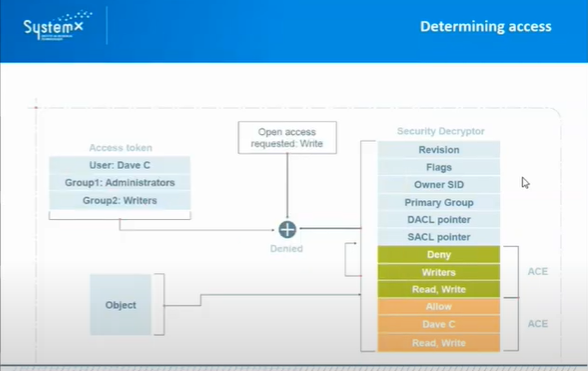 Systemx
Determining access
Access token
User: Dave C
Group1: Administrators
Group2: Writers
Open access
requested: Write
Denied
Object
Security Decryptor
Revision
Flags
Owner SID
Primary Group
DACL pointer
SACL pointer
Deny
Writers
Read, Write
ACE
Allow
Dave C
Read, Write
ACE